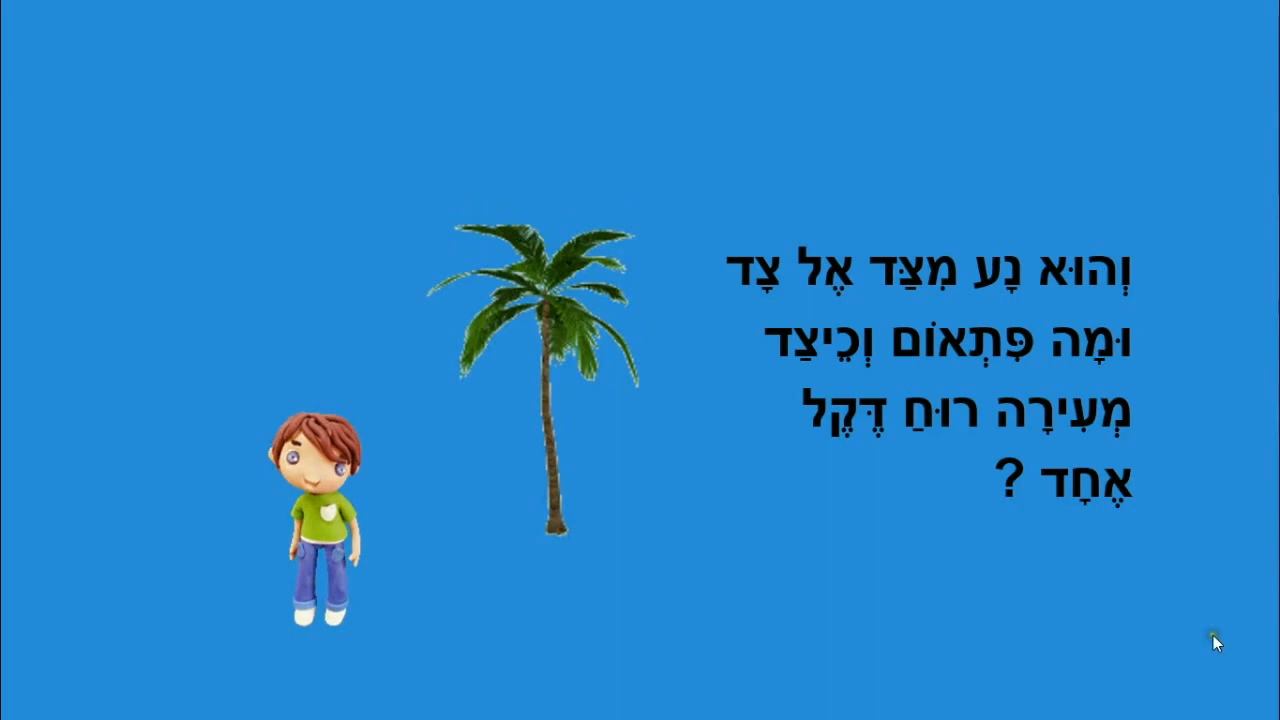 וְהוּא נָע מִצַּד אֶל צָד
וּמָה פִּתְאוֹם וְכֵיצַד
מְעִירָה רוּחַ דֶּקֶל
אֶחָד ?